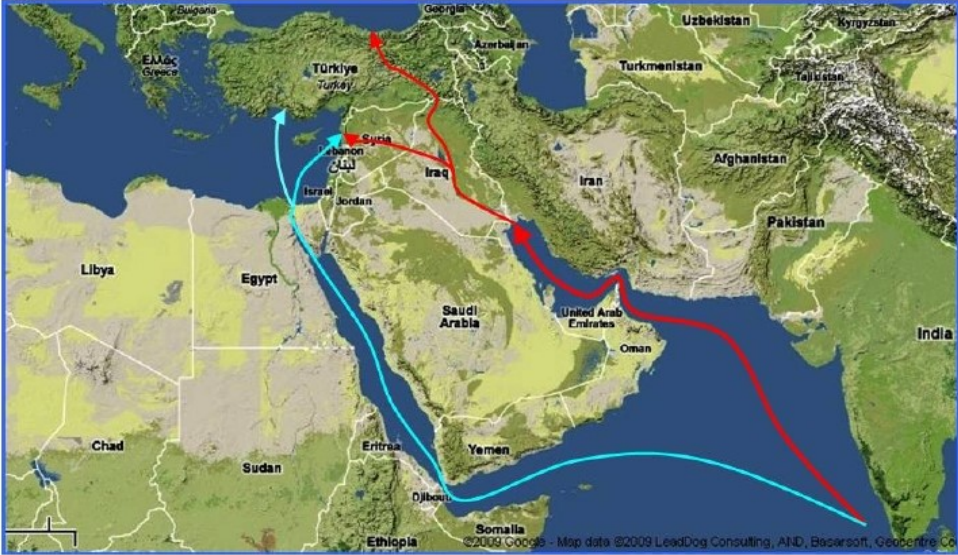 Bulgaria
Georgia
Uzbekistan
Kyrgyzstan
Ελλάς
Greece
Azerbaijan
Türkiye
Turkey
Turkmenistan
Tajikistan
Syria
Lebanon
لبنان
Afghanistan
Iraq
Iran
Israel
Jordan
Pakistan
Libya
Egypt
Saudi
Arabia
United Arab
Emirates
India
Oman
Chad
Sudan
Eritrea
Yemen
Djibouti
Somalia
Ethiopia
©2009 Google - Map data ©2009 LeadDog Consulting, AND, Basarsoft, Geocentre Co